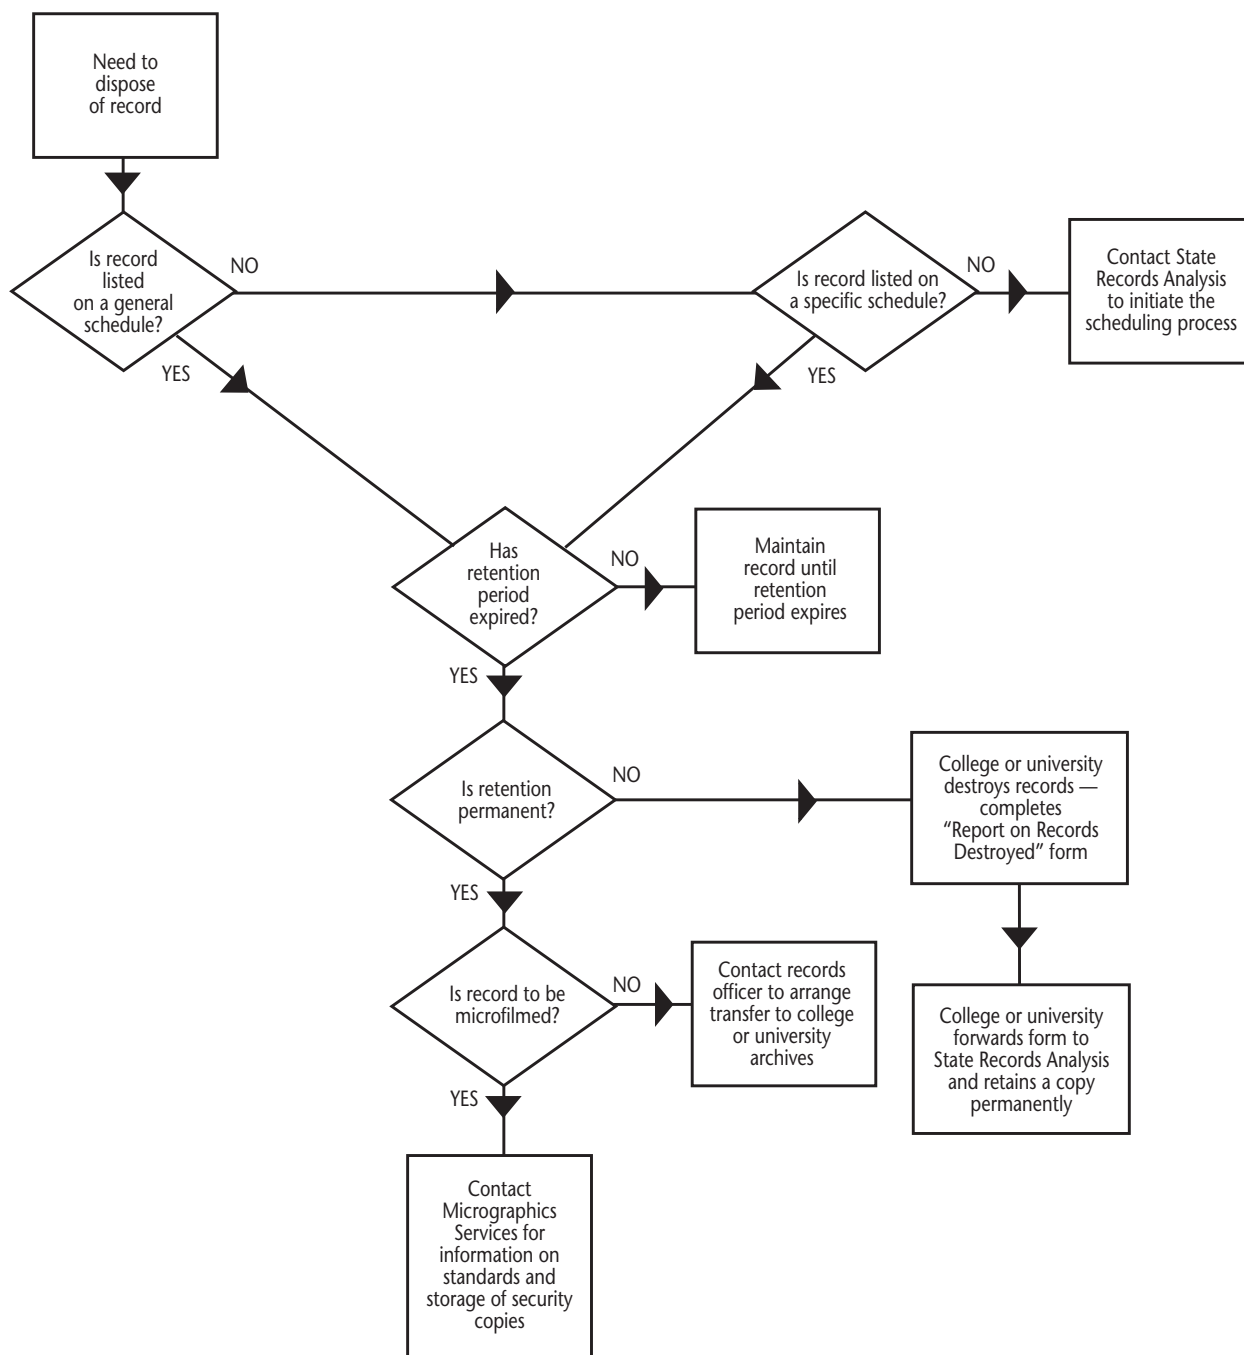 Need to
dispose
of record
Is record
listed
on a general
schedule?
NO
YES
Is record listed on
a specific schedule?
NO
YES
Contact State
Records Analysis
to initiate the
scheduling process
Has
retention
period
expired?
NO
YES
Maintain
record until
retention
period expires
Is retention
permanent?
NO
YES
College or university
destroys records —
completes
“Report on Records
Destroyed” form
Is record to be
microfilmed?
NO
YES
Contact records
officer to arrange
transfer to college
or university
archives
College or university
forwards form to
State Records Analysis
and retains a copy
permanently
Contact
Micrographics
Services for
information on
standards and
storage of security
copies